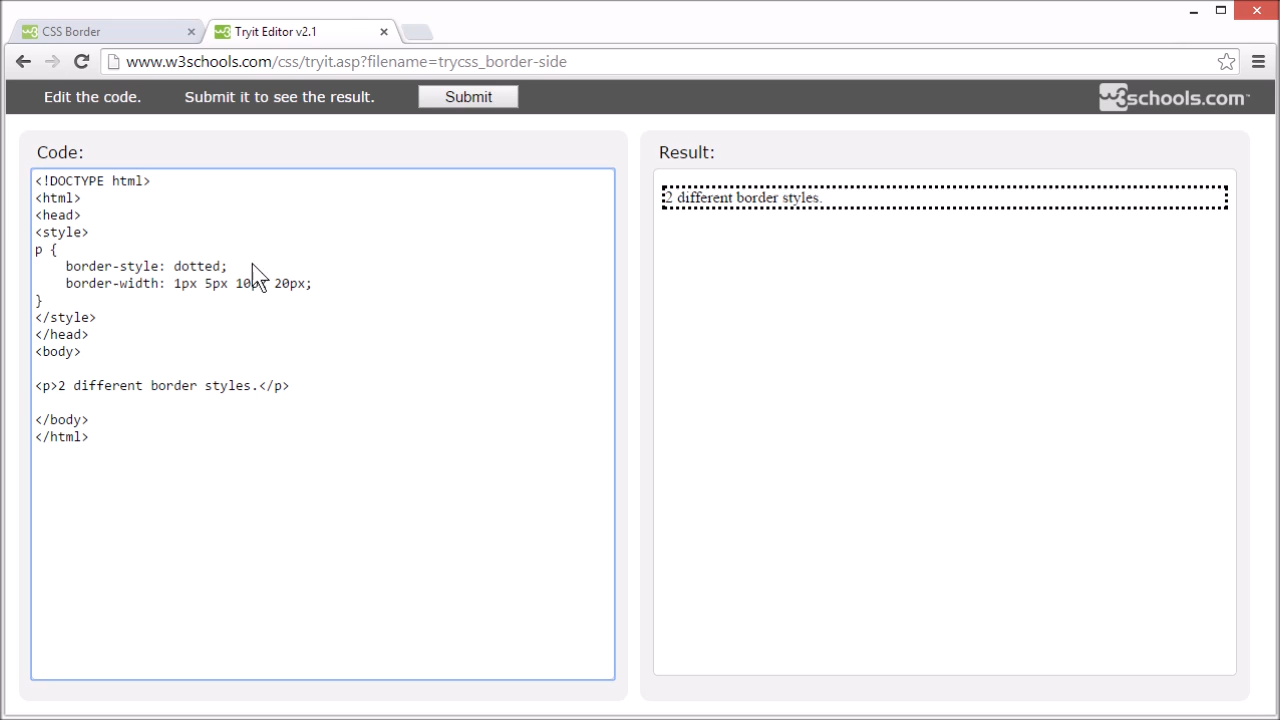 CSS Border
Tryit Editor v2.1
www.w3schools.com/css/tryit.asp?filename=trycss_border-side
Edit the code. Submit it to see the result. Submit
w3schools.com
Code:
<!DOCTYPE html>
<html>
<head>
<style>
p {
border-style: dotted;
border-width: 1px 5px 10px 20px;
}
</style>
</head>
<body>
<p>2 different border styles.</p>
</body>
</html>
Result:
2 different border styles.